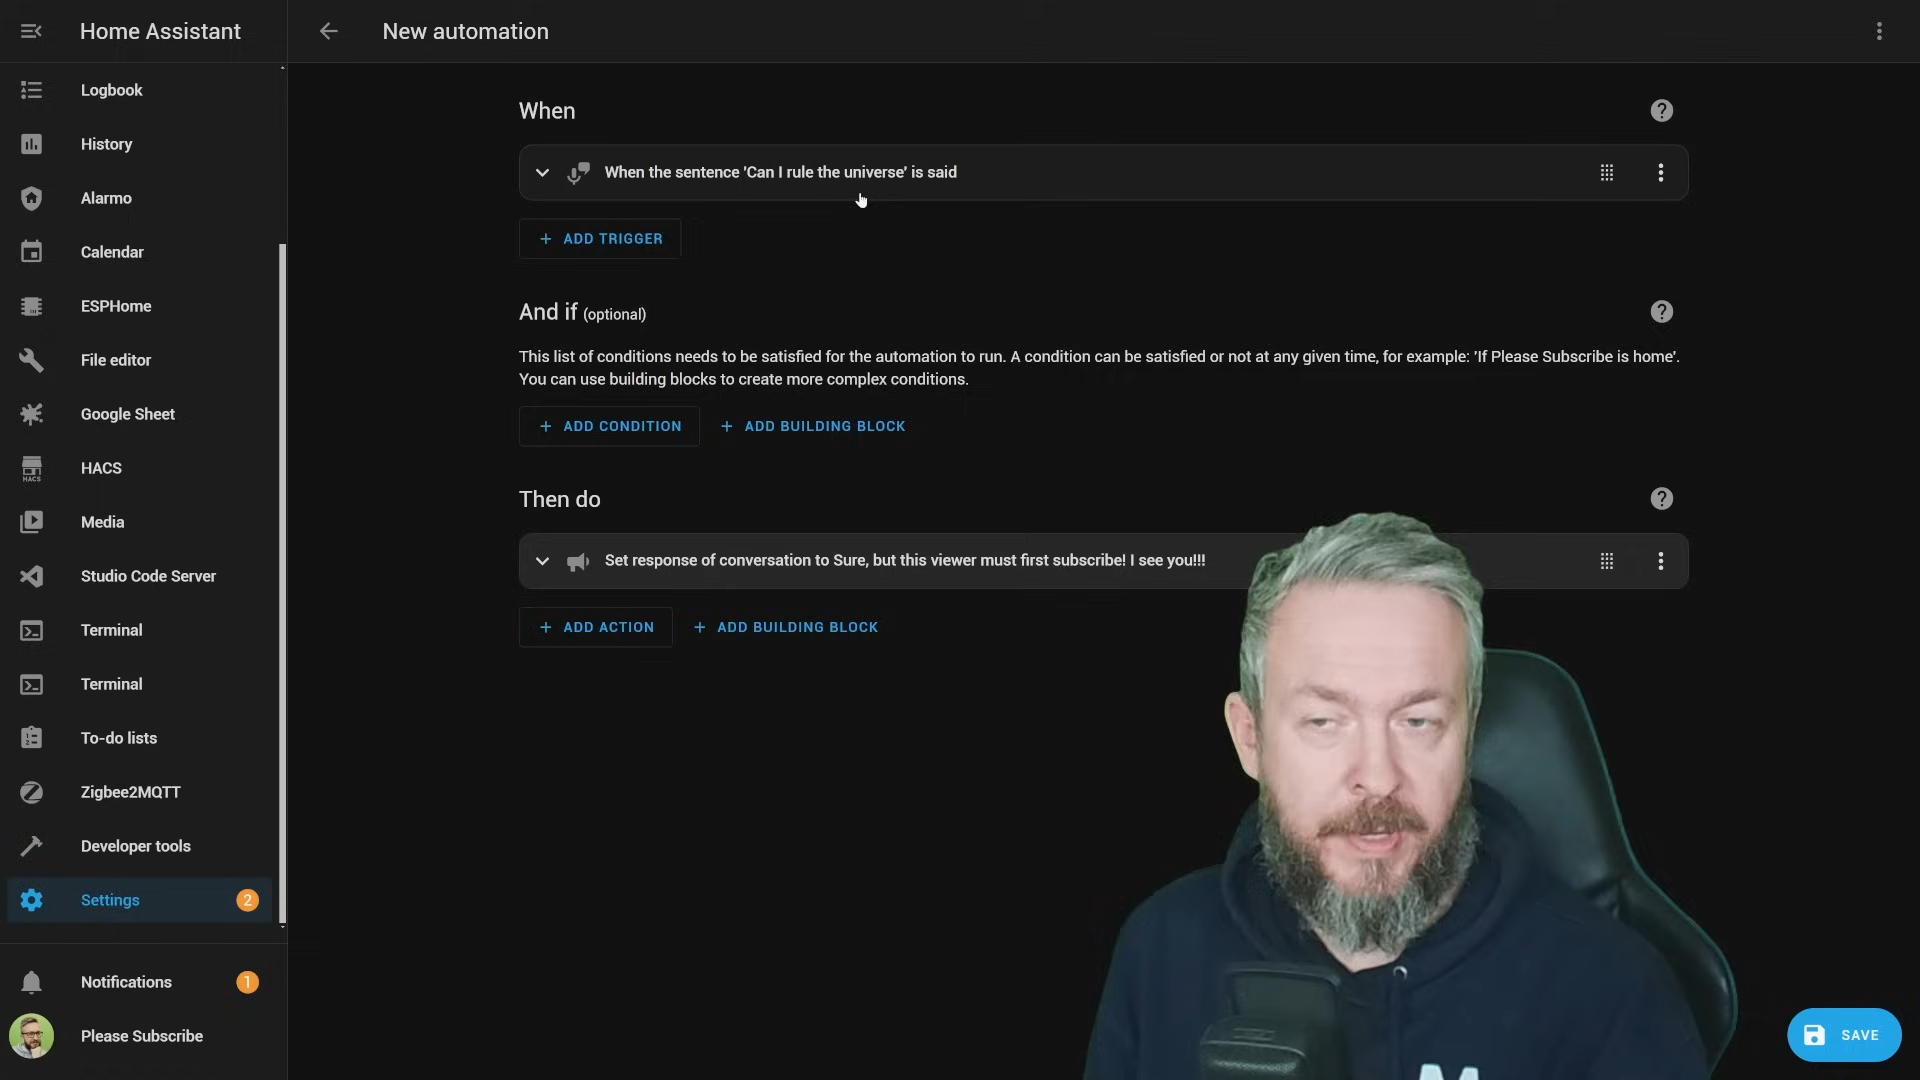 Home Assistant
New automation
Logbook
History
Alarmo
Calendar
ESPHome
File editor
Google Sheet
HACS
HACS
Media
Studio Code Server
Terminal
Terminal
To-do lists
Zigbee2MQTT
Developer tools
Settings 2
Notifications 1
Please Subscribe
When
When the sentence 'Can I rule the universe' is said
+ ADD TRIGGER
And if (optional)
This list of conditions needs to be satisfied for the automation to run. A condition can be satisfied or not at any given time, for example: 'If Please Subscribe is home'.
You can use building blocks to create more complex conditions.
+ ADD CONDITION + ADD BUILDING BLOCK
Then do
Set response of conversation to Sure, but this viewer must first subscribe! I see you!!!
+ ADD ACTION + ADD BUILDING BLOCK
SAVE